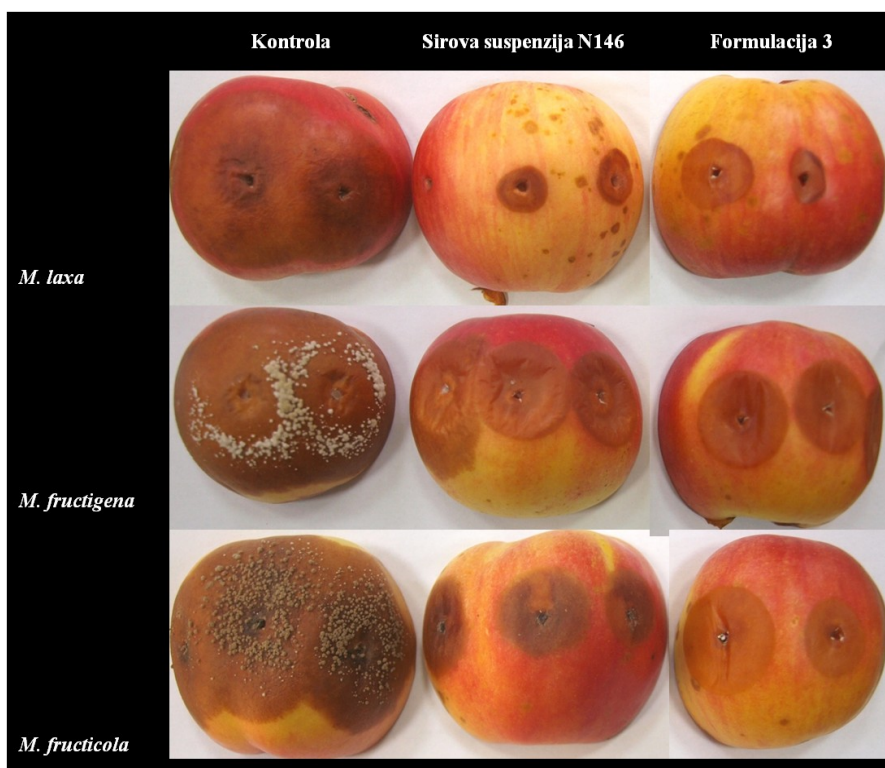 Kontrola
Sirova suspenzija N146
Formulacija 3
M. laxa
M. fructigena
M. fructicola